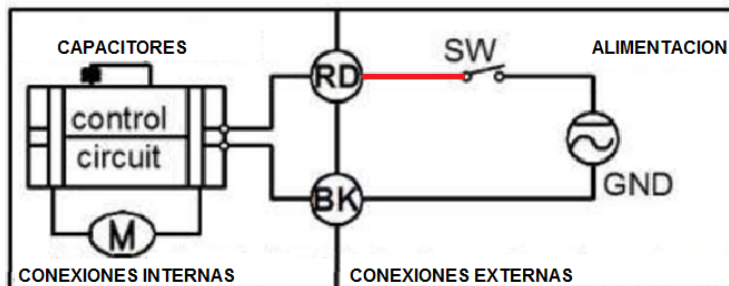 CAPACITORES
SW
ALIMENTACION
RD
control
circuit
BK
GND
M
CONEXIONES INTERNAS
CONEXIONES EXTERNAS